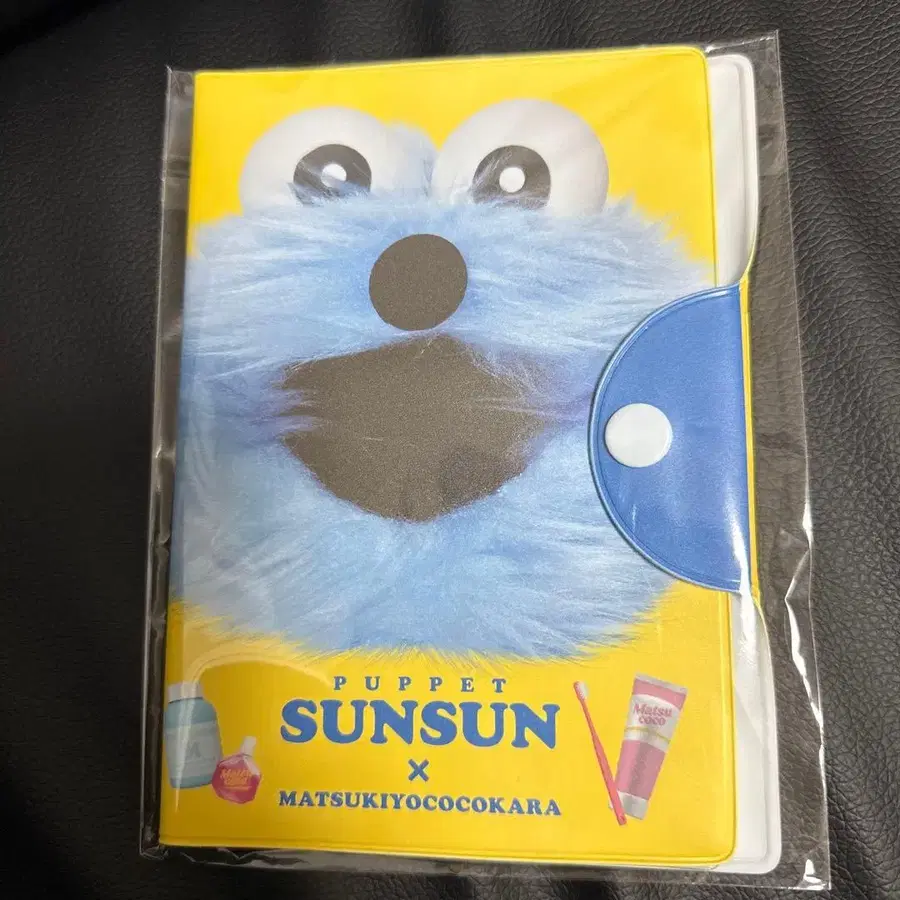 PUPPET
SUNSUN
×
MATSUKIYOCOCOKARA
M
Matsu
coco